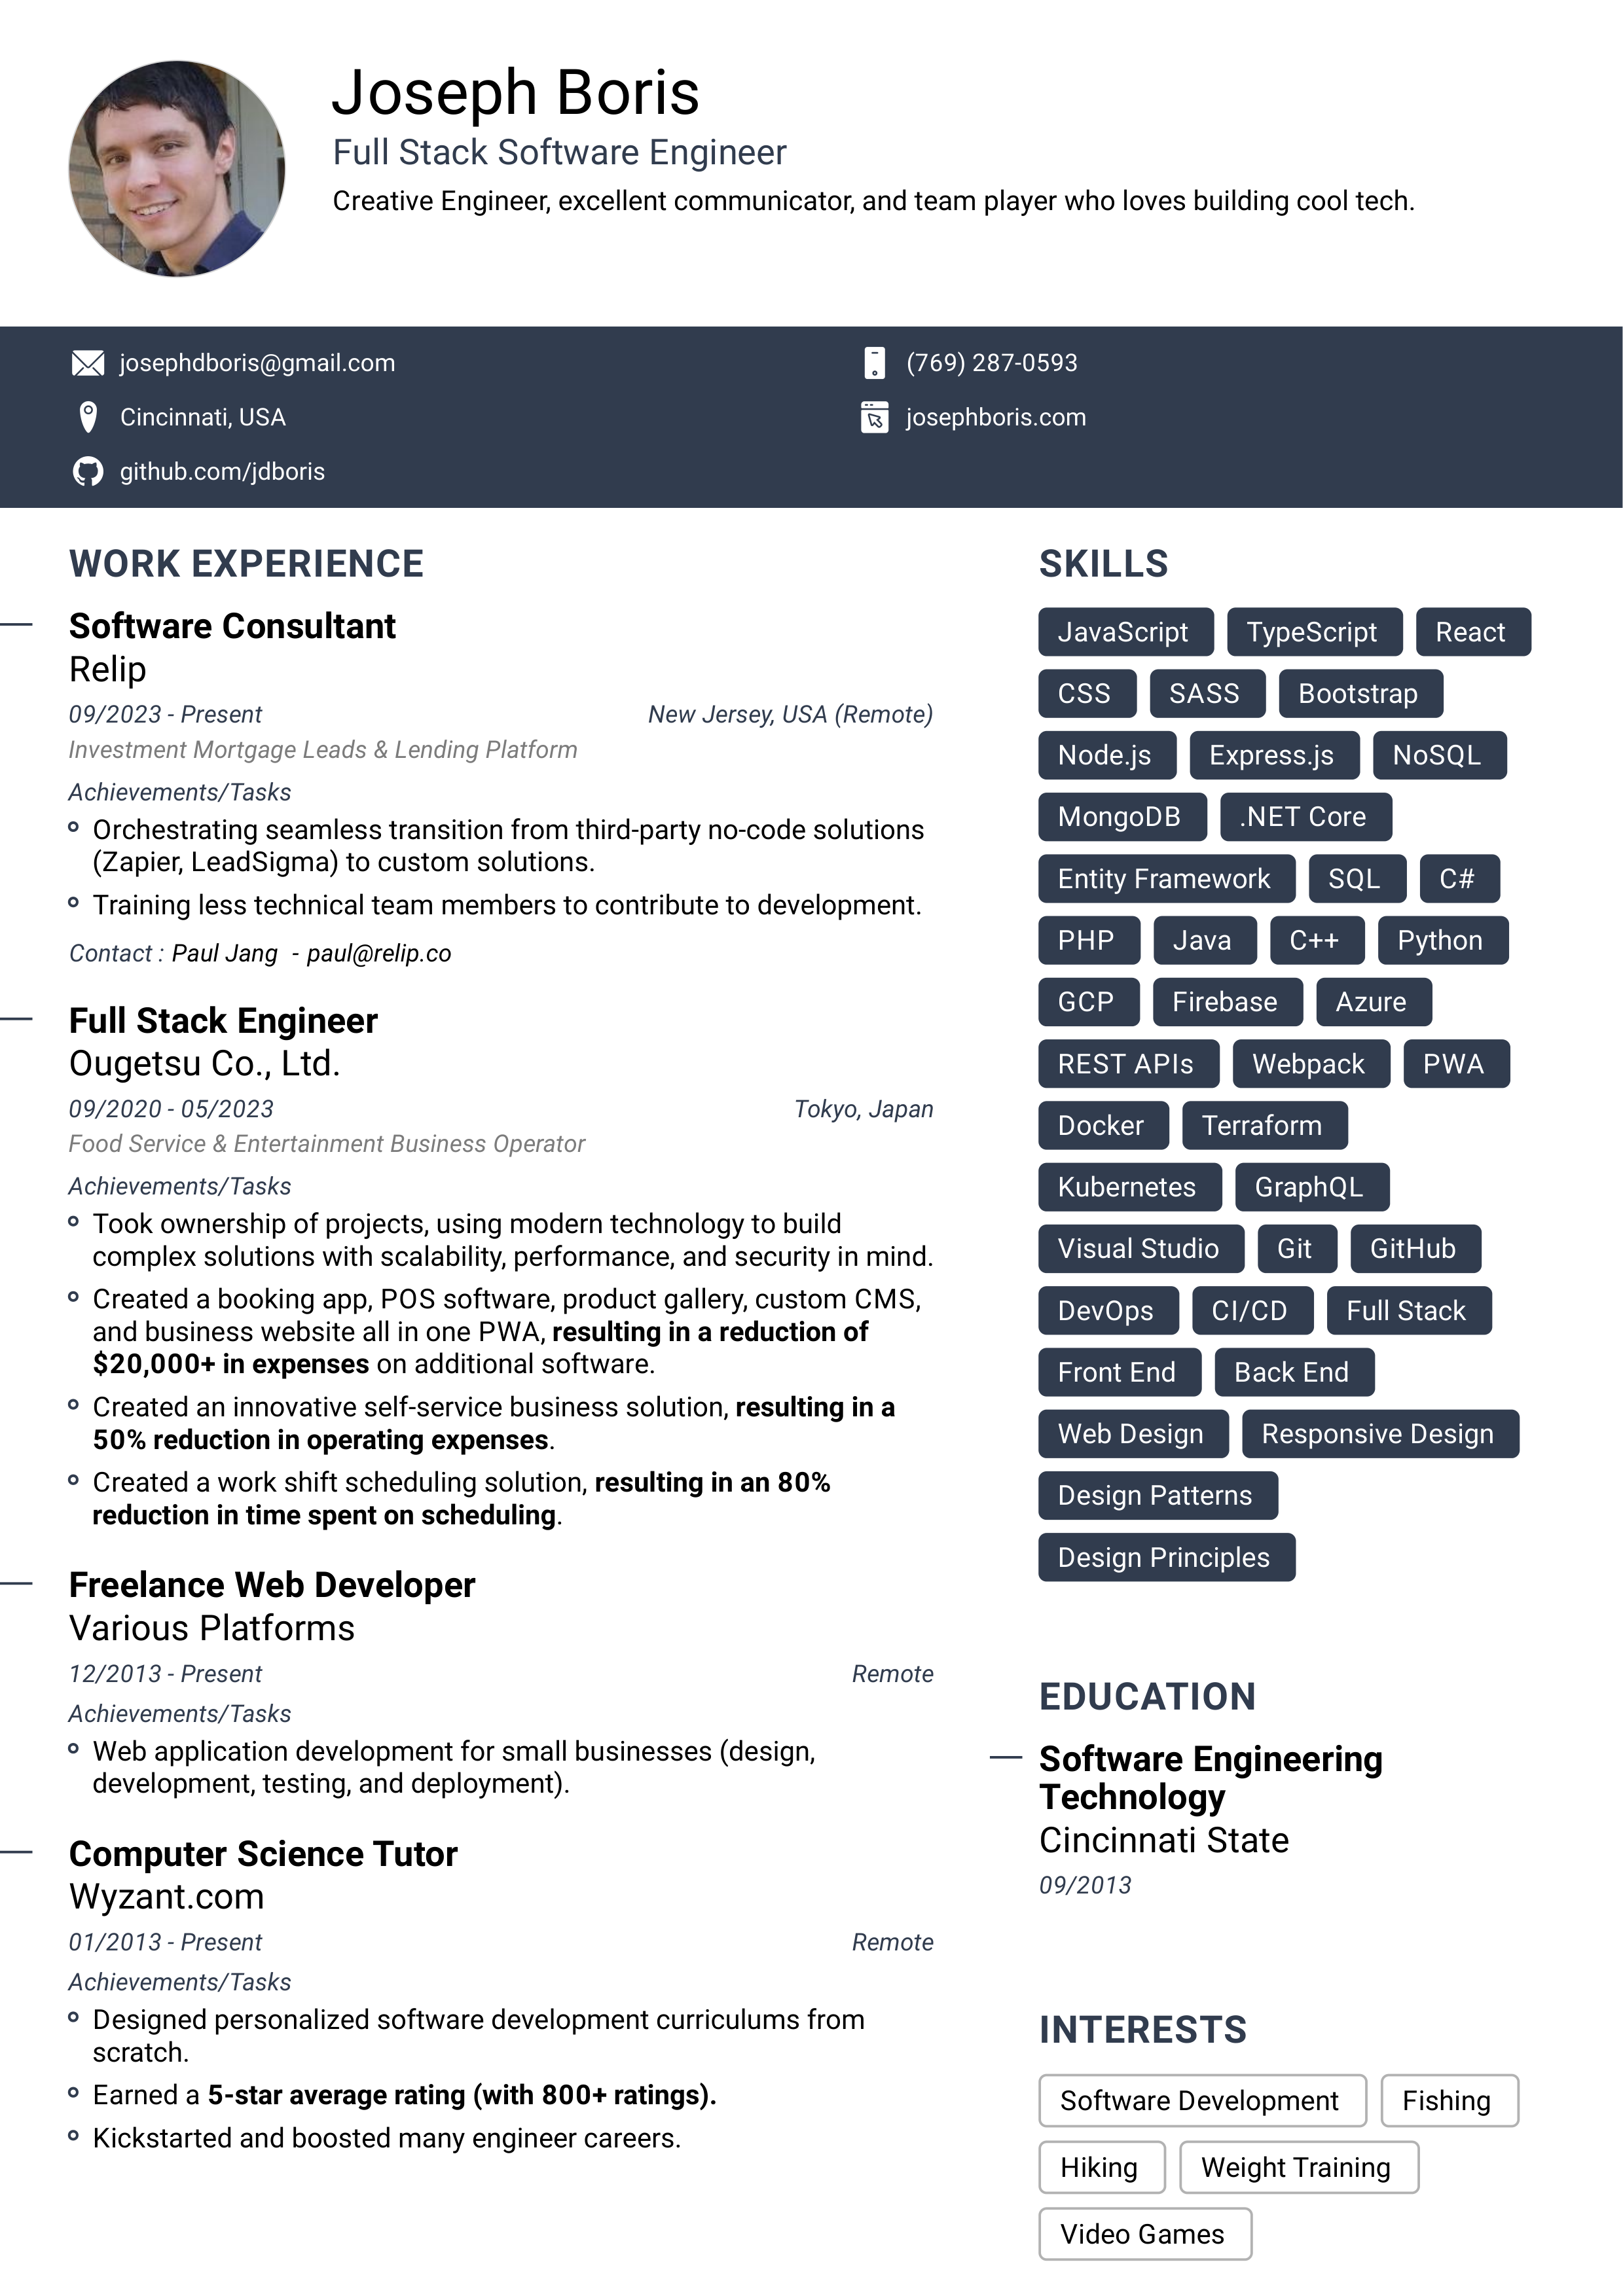 Joseph Boris
Full Stack Software Engineer
Creative Engineer, excellent communicator, and team player who loves building cool tech.
josephdboris@gmail.com
(769) 287-0593
Cincinnati, USA
josephboris.com
github.com/jdboris
WORK EXPERIENCE
Software Consultant
Relip
09/2023 - Present
New Jersey, USA (Remote)
Investment Mortgage Leads & Lending Platform
Achievements/Tasks
Orchestrating seamless transition from third-party no-code solutions
(Zapier, LeadSigma) to custom solutions.
Training less technical team members to contribute to development.
Contact : Paul Jang - paul@relip.co
Full Stack Engineer
Ougetsu Co., Ltd.
09/2020 - 05/2023
Tokyo, Japan
Food Service & Entertainment Business Operator
Achievements/Tasks
Took ownership of projects, using modern technology to build
complex solutions with scalability, performance, and security in mind.
Created a booking app, POS software, product gallery, custom CMS,
and business website all in one PWA, resulting in a reduction of
$20,000+ in expenses on additional software.
Created an innovative self-service business solution, resulting in a
50% reduction in operating expenses.
Created a work shift scheduling solution, resulting in an 80%
reduction in time spent on scheduling.
Freelance Web Developer
Various Platforms
12/2013 - Present
Remote
Achievements/Tasks
Web application development for small businesses (design,
development, testing, and deployment).
Computer Science Tutor
Wyzant.com
01/2013 - Present
Remote
Achievements/Tasks
Designed personalized software development curriculums from
scratch.
Earned a 5-star average rating (with 800+ ratings).
Kickstarted and boosted many engineer careers.
SKILLS
JavaScript TypeScript React
CSS SASS Bootstrap
Node.js Express.js NoSQL
MongoDB .NET Core
Entity Framework SQL C#
PHP Java C++ Python
GCP Firebase Azure
REST APIs Webpack PWA
Docker Terraform
Kubernetes GraphQL
Visual Studio Git GitHub
DevOps CI/CD Full Stack
Front End Back End
Web Design Responsive Design
Design Patterns
Design Principles
EDUCATION
Software Engineering
Technology
Cincinnati State
09/2013
INTERESTS
Software Development Fishing
Hiking Weight Training
Video Games